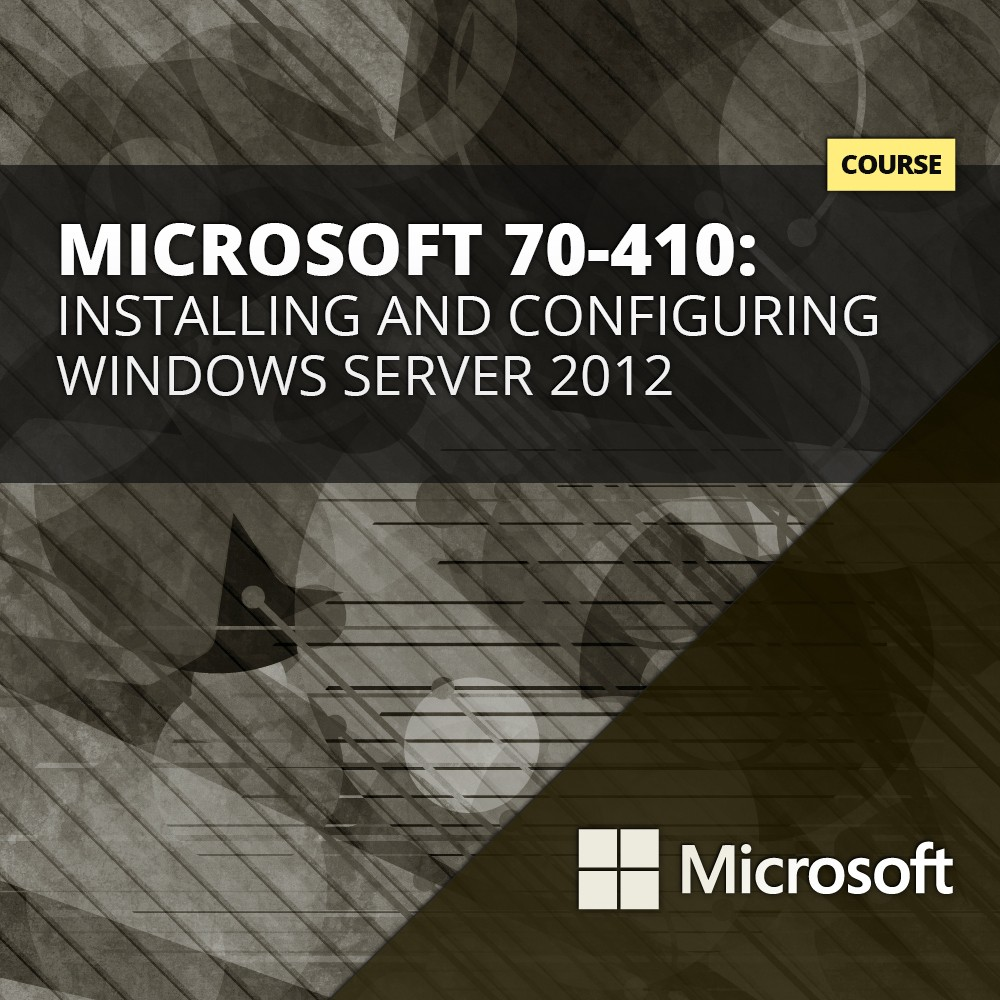 COURSE
MICROSOFT 70-410:
INSTALLING AND CONFIGURING
WINDOWS SERVER 2012
Microsoft